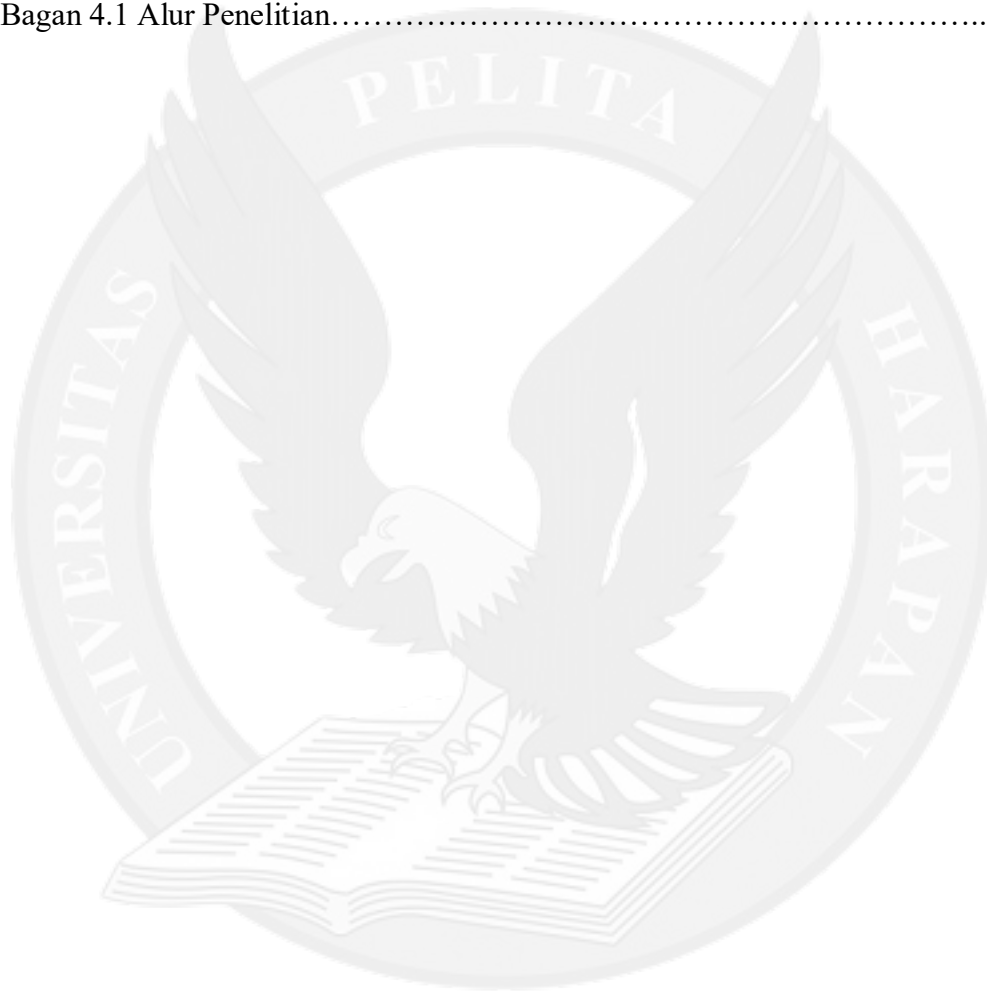 Bagan 4.1 Alur Penelitian……………………………………………………………..
UNIVERSITAS PELITA HARAPAN